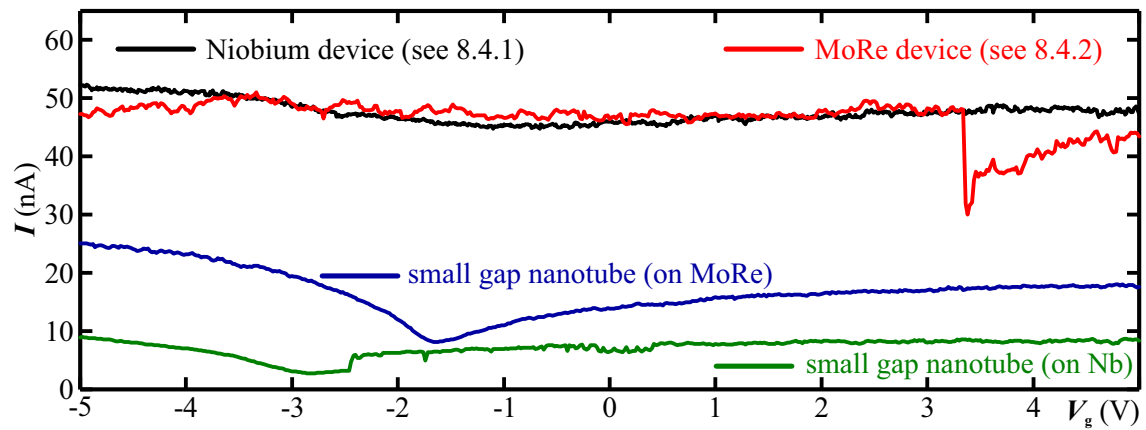 60
Niobium device (see 8.4.1)
MoRe device (see 8.4.2)
50
40
I (nA)
30
20
small gap nanotube (on MoRe)
10
small gap nanotube (on Nb)
0
-5 -4 -3 -2 -1 0 1 2 3 4 Vg (V)